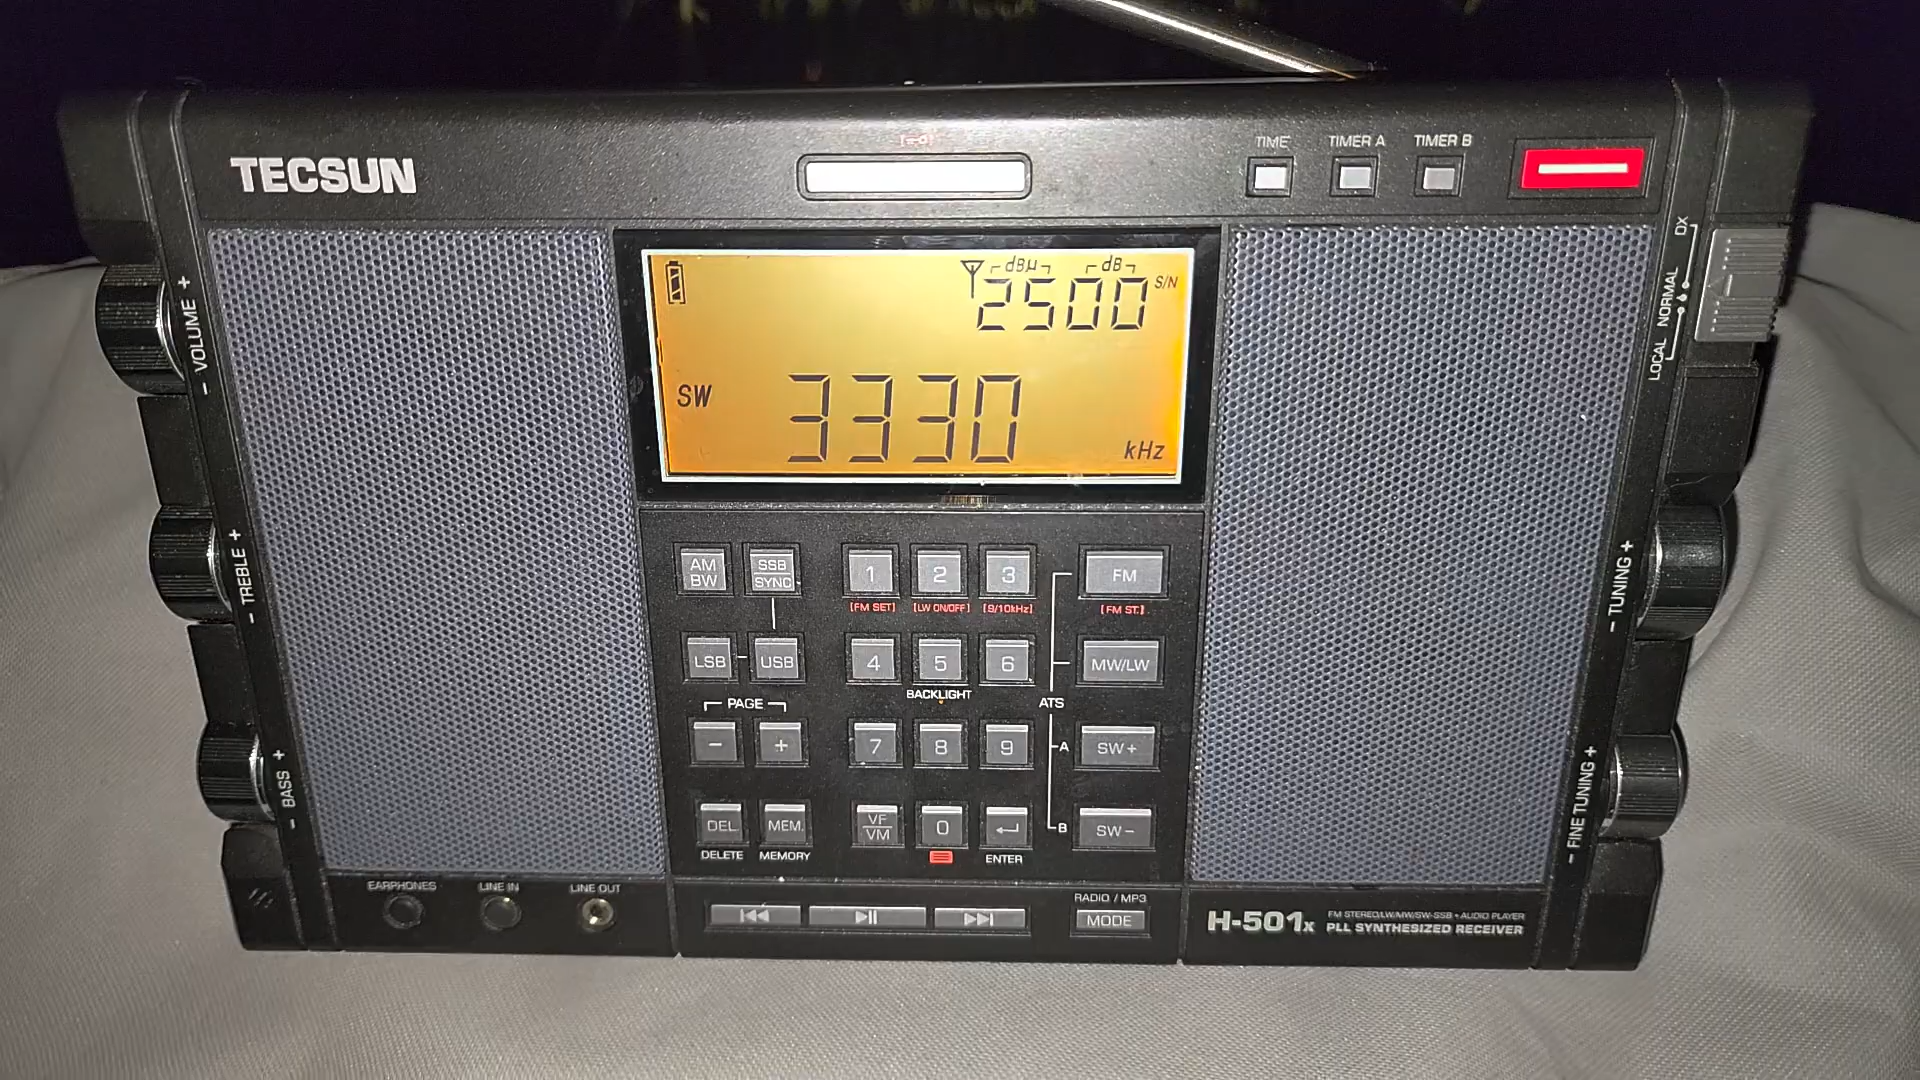 TECSUN
TIME TIMER A TIMER B
dBµ dB
2500 S/N
SW 3330 kHz
- VOLUME +
- TREBLE +
- BASS +
DX
NORMAL
LOCAL
- TUNING +
- FINE TUNING +
AM BW
SSB SYNC
1 2 3 FM
[FM SET] [LW ON/OFF] [9/10kHz] [FM ST.]
LSB - USB 4 5 6 MW/LW
BACKLIGHT
PAGE
ATS
- + 7 8 9 A SW+
DEL. MEM. VF VM 0 B SW-
DELETE MEMORY ENTER
EARPHONES LINE IN LINE OUT
RADIO / MP3
MODE
H-501x
FM STEREO/LW/MW/SW-SSB + AUDIO PLAYER
PLL SYNTHESIZED RECEIVER